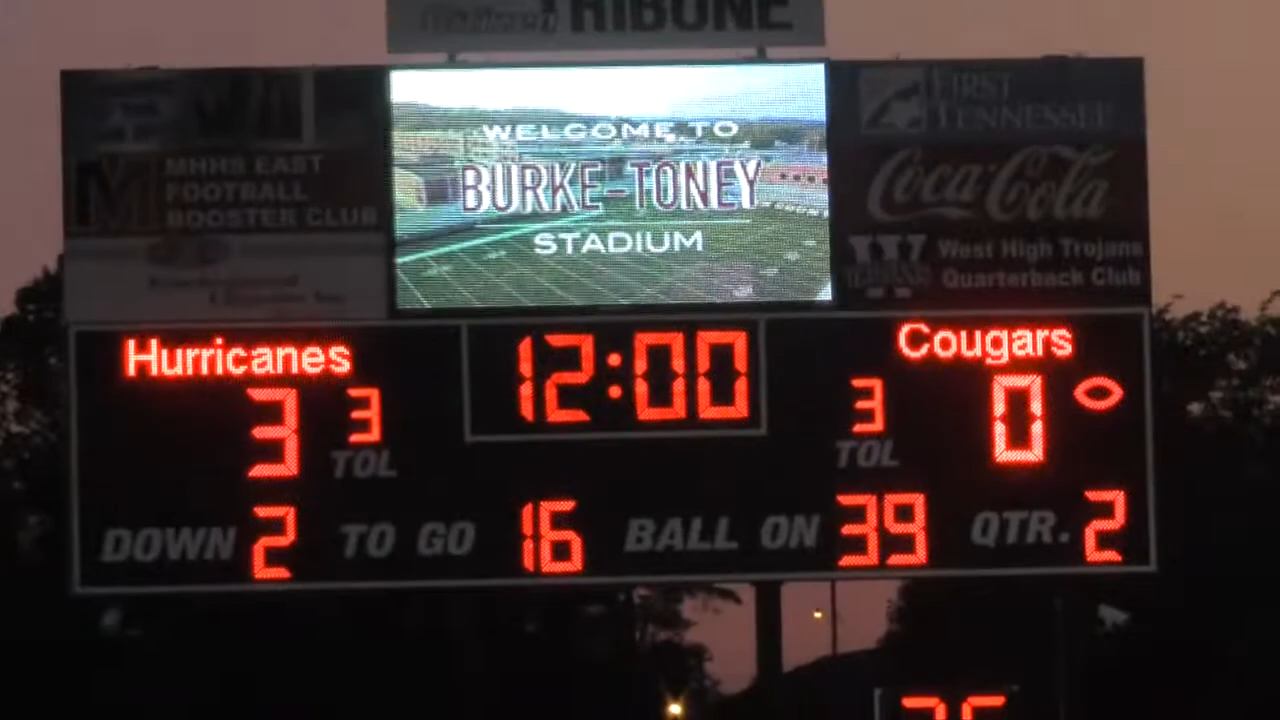 TRIBUNE
WELCOME TO
BURKE-TONEY
STADIUM
MHHS EAST
FOOTBALL
BOOSTER CLUB
FIRST
TENNESSEE
Coca-Cola
West High Trojans
Quarterback Club
Hurricanes
12:00
Cougars
3 3
TOL
3 0
TOL
DOWN 2 TO GO 16 BALL ON 39 QTR. 2